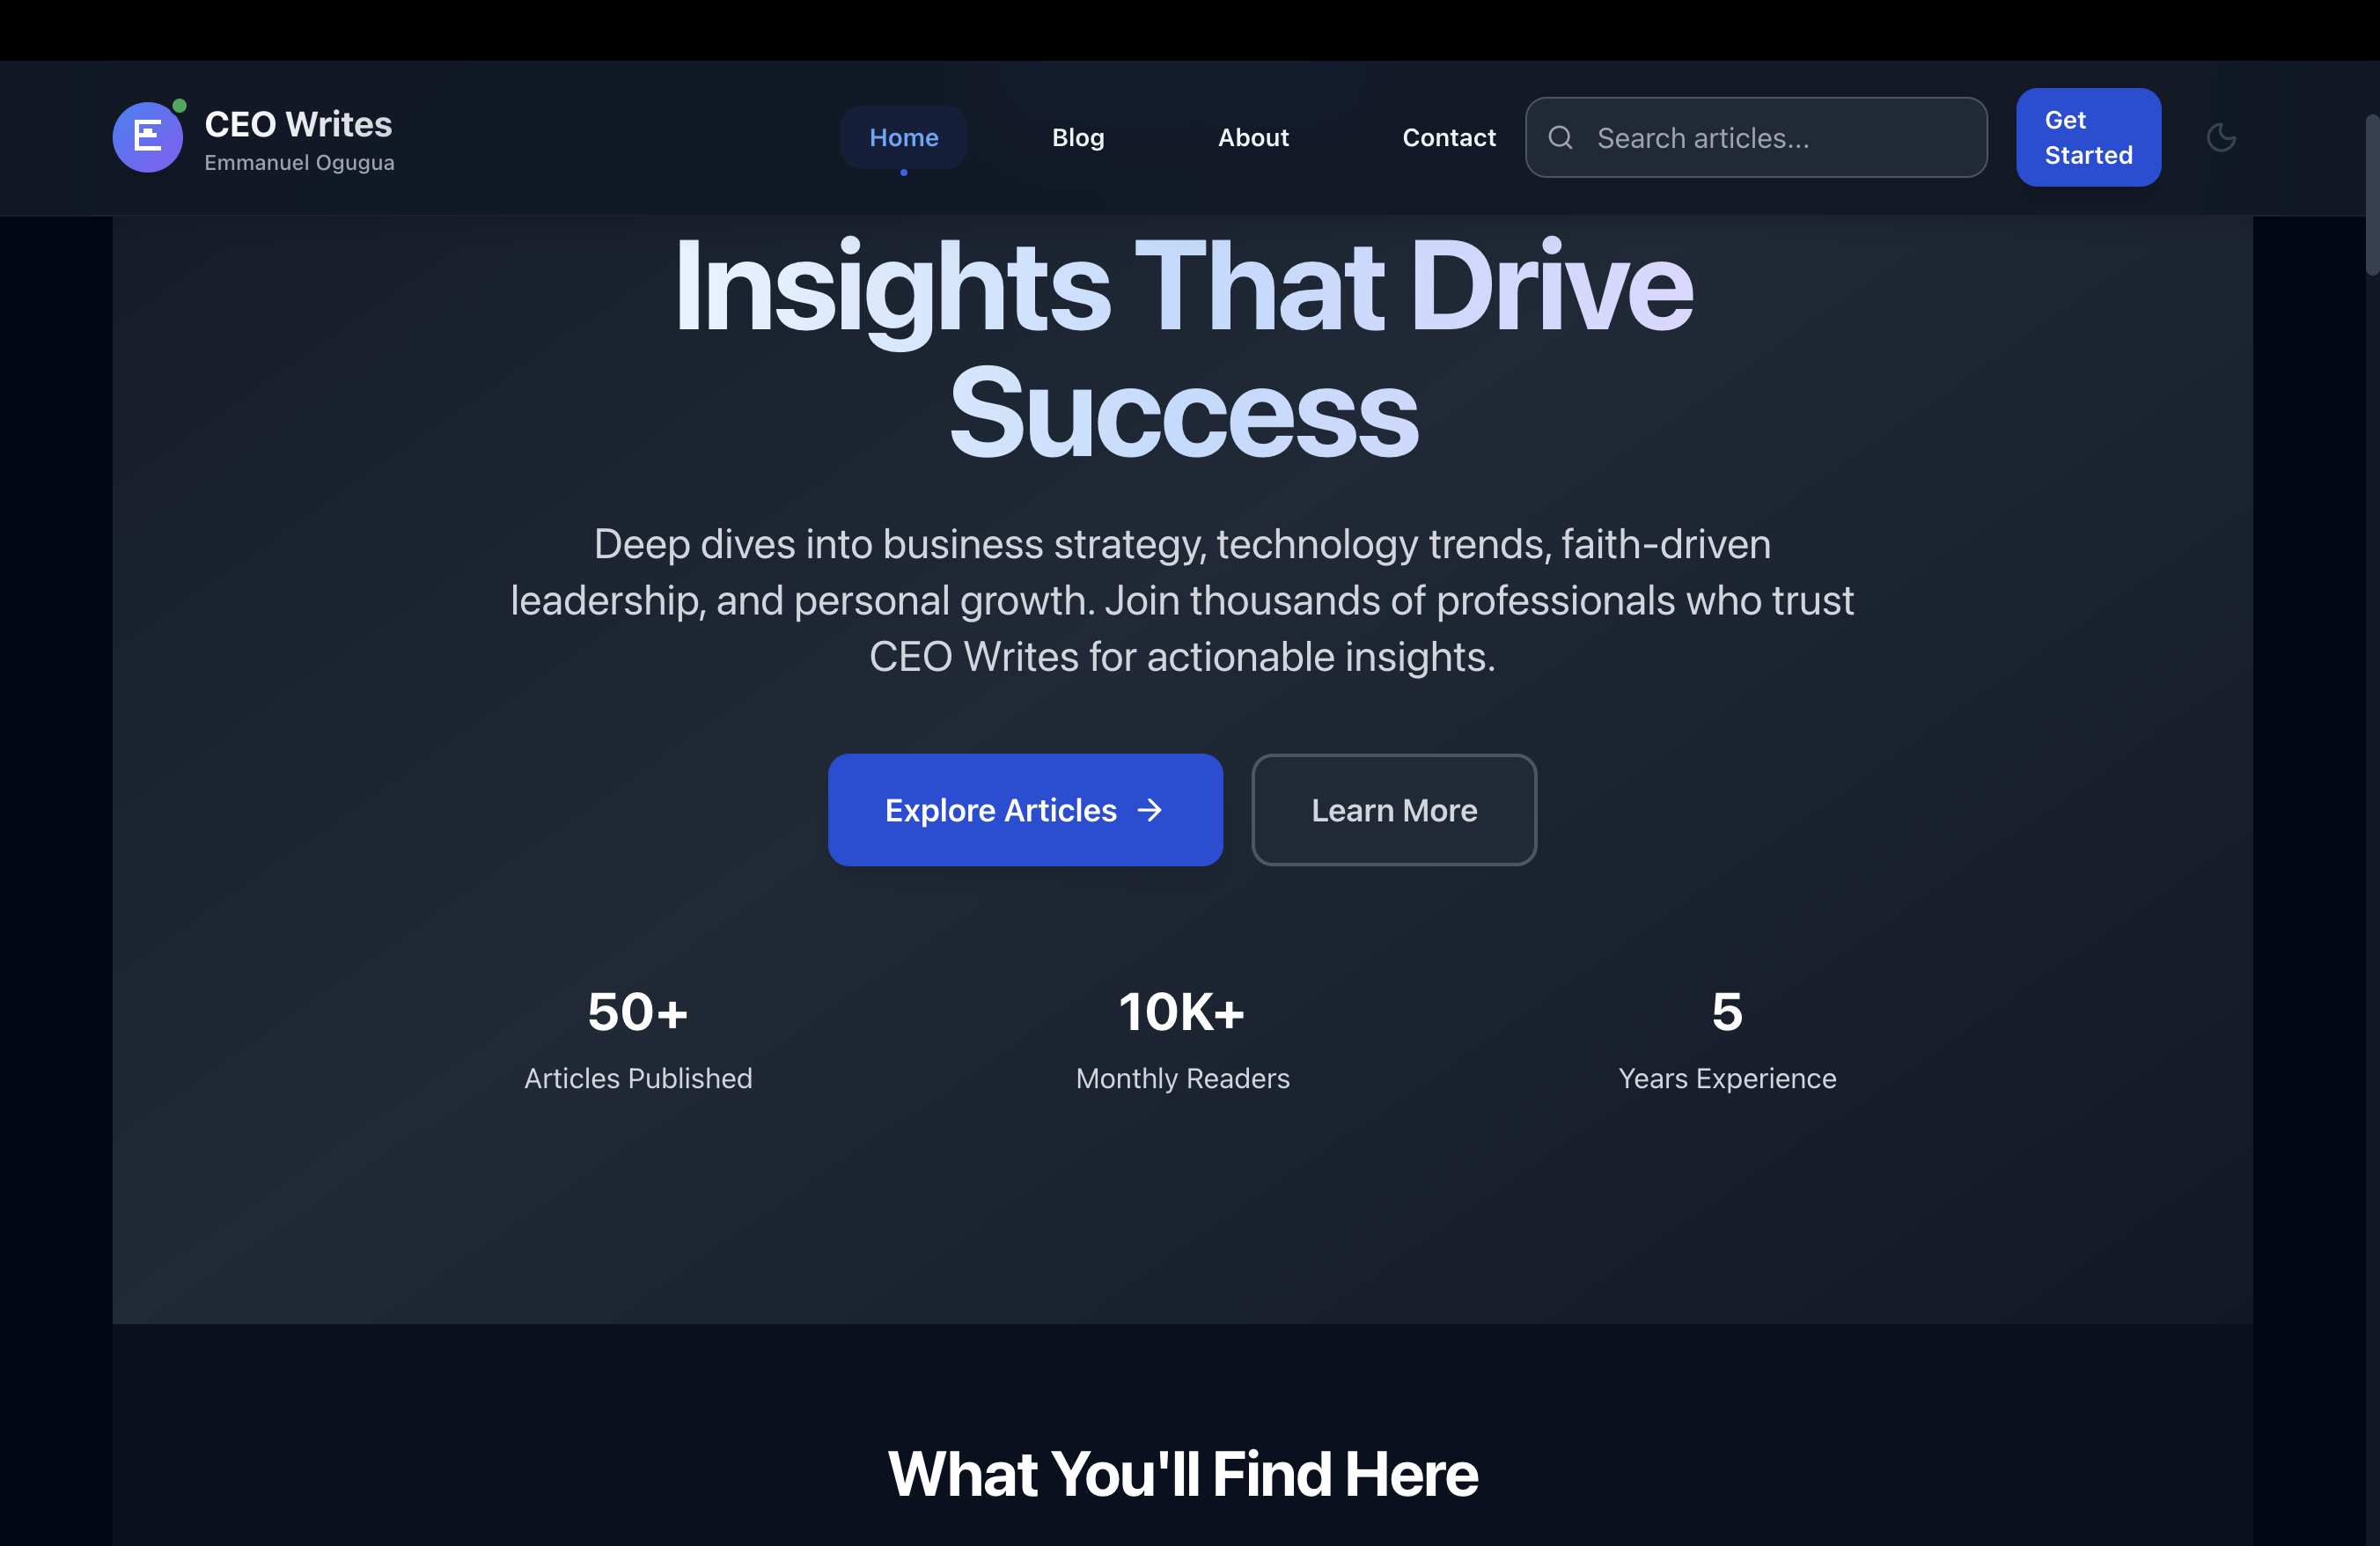 CEO Writes
Emmanuel Ogugua
Home
Blog
About
Contact
Search articles...
Get
Started
Insights That Drive
Success
Deep dives into business strategy, technology trends, faith-driven
leadership, and personal growth. Join thousands of professionals who trust
CEO Writes for actionable insights.
Explore Articles →
Learn More
50+
Articles Published
10K+
Monthly Readers
5
Years Experience
What You'll Find Here